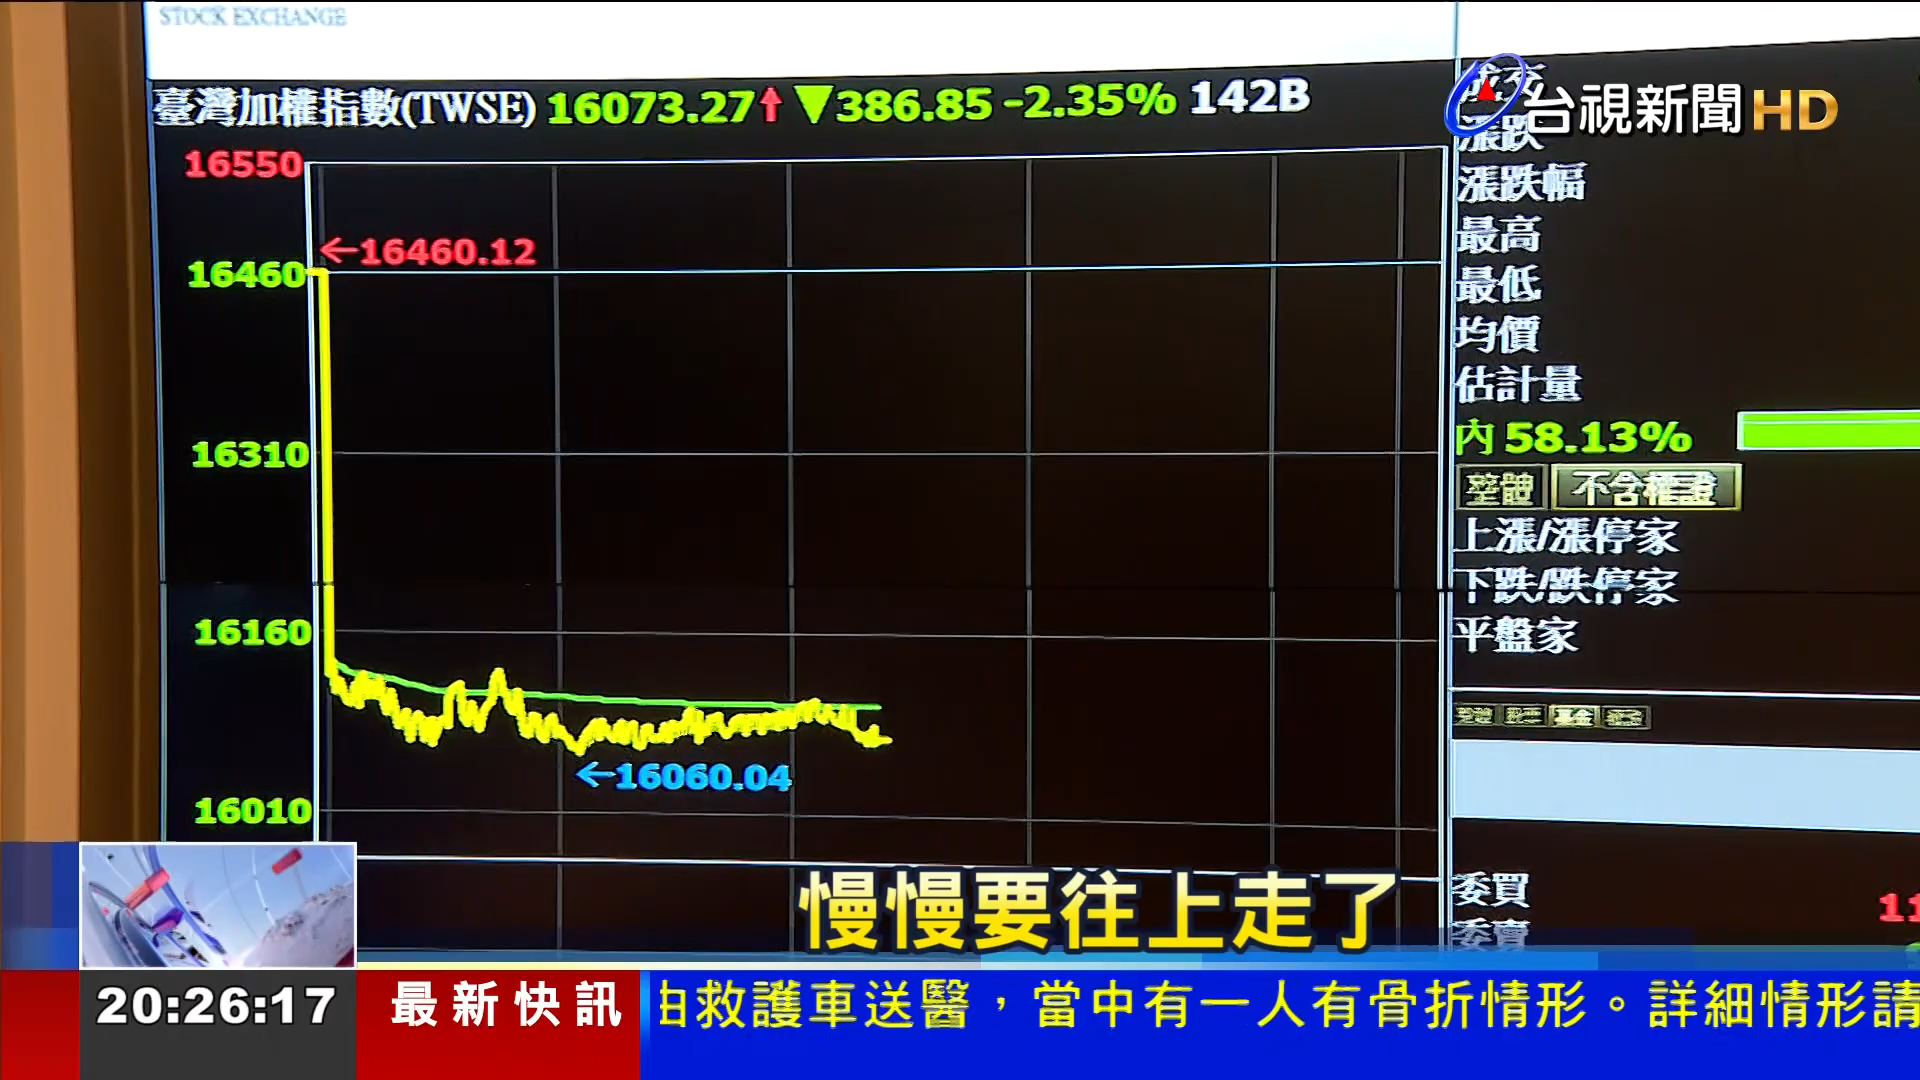 STOCK EXCHANGE
臺灣加權指數(TWSE) 16073.27↑ ▼386.85 -2.35% 142B
台視新聞HD
成交
漲跌
漲跌幅
最高
最低
均價
估計量
內 58.13%
整體 不含權證
上漲/漲停家
下跌/跌停家
平盤家
16550
←16460.12
16460
16310
16160
←16060.04
16010
委買 11
委賣
慢慢要往上走了
20:26:17 最新快訊 由救護車送醫，當中有一人有骨折情形。詳細情形請